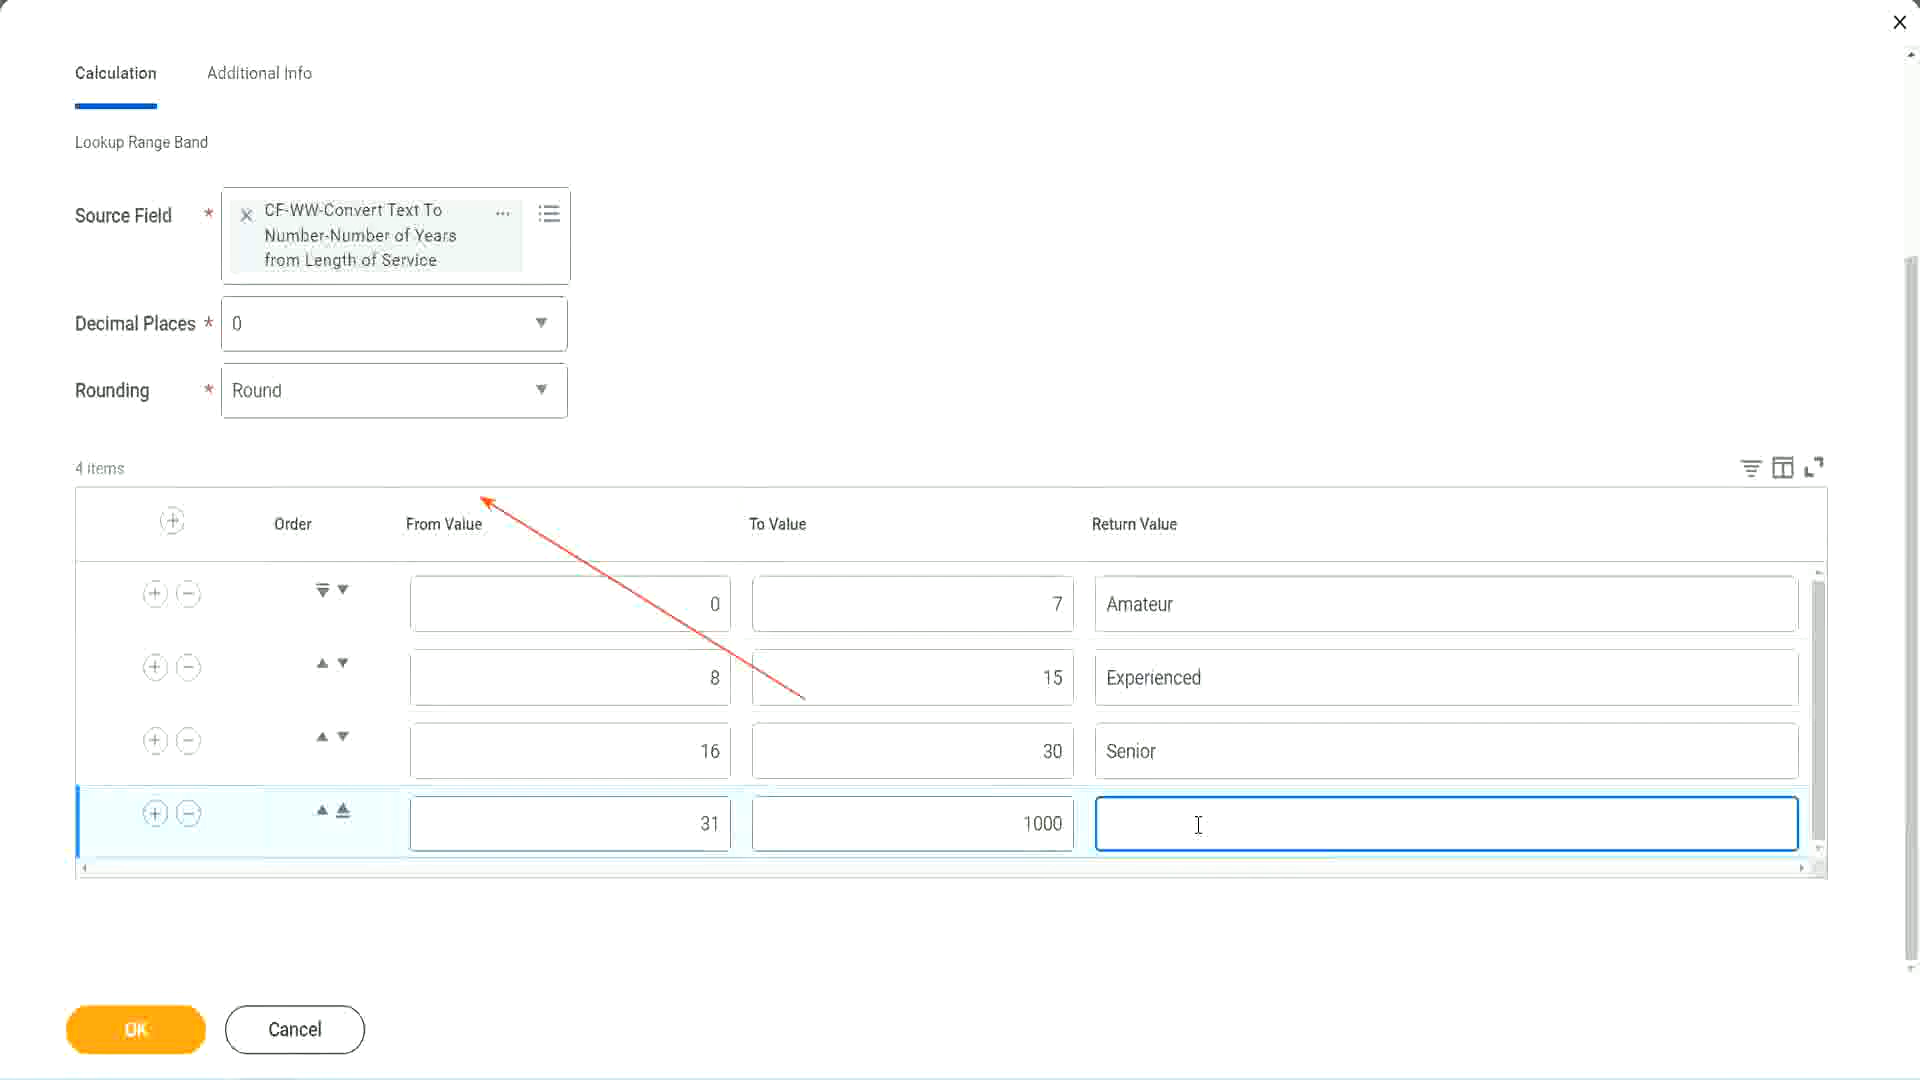 Calculation Additional Info
Lookup Range Band
Source Field * CF-WW-Convert Text To
Number-Number of Years
from Length of Service
Decimal Places * 0
Rounding * Round
4 items
Order From Value To Value Return Value
0 7 Amateur
8 15 Experienced
16 30 Senior
31 1000
OK Cancel